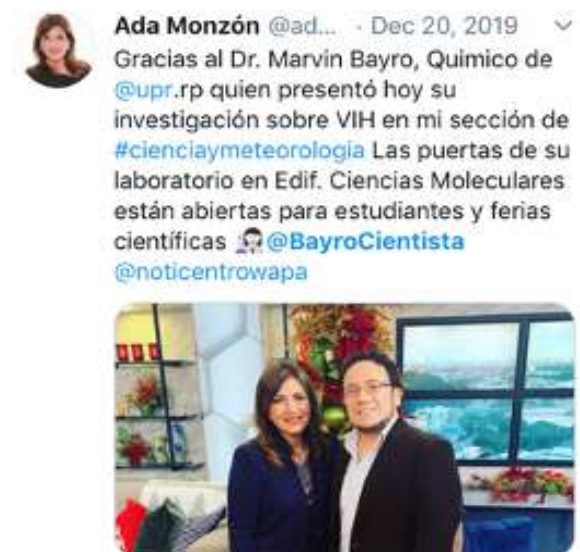 Ada Monzón @ad... · Dec 20, 2019
Gracias al Dr. Marvin Bayro, Quimico de
@upr.rp quien presentó hoy su
investigación sobre VIH en mi sección de
#cienciaymeteorología Las puertas de su
laboratorio en Edif. Ciencias Moleculares
están abiertas para estudiantes y ferias
científicas 👩🏻‍🔬@BayroCientista
@noticentrowapa